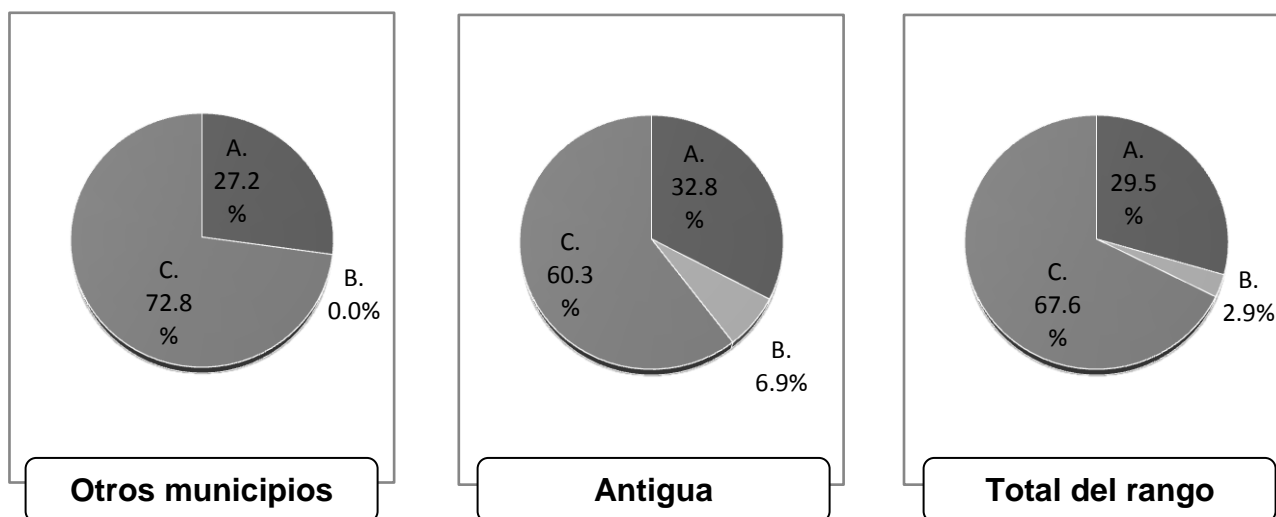 A.
27.2
%
B.
0.0%
C.
72.8
%
Otros municipios
A.
32.8
%
B.
6.9%
C.
60.3
%
Antigua
A.
29.5
%
B.
2.9%
C.
67.6
%
Total del rango